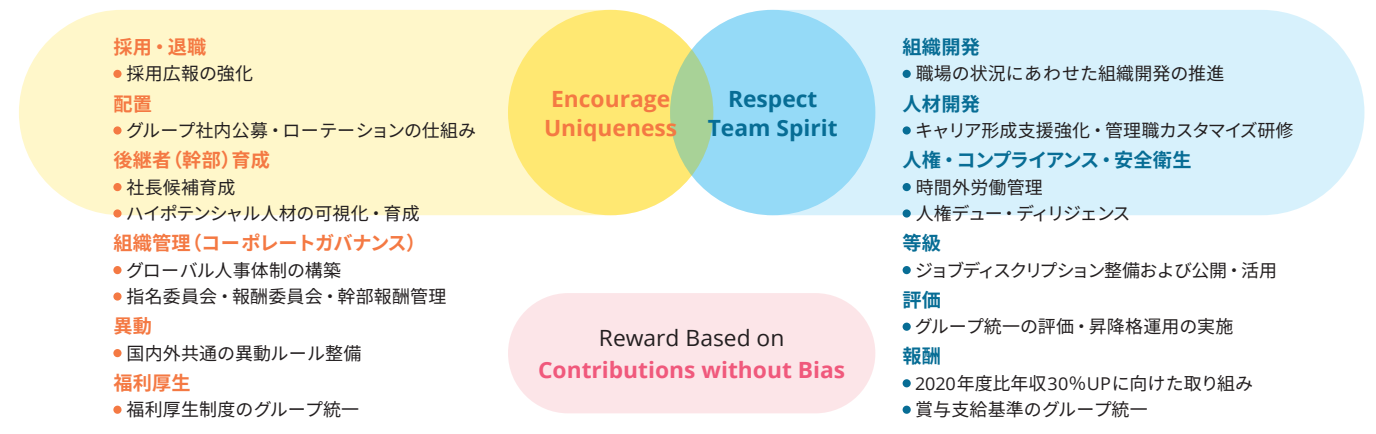 採用・退職
●採用広報の強化
配置
●グループ社内公募・ローテーションの仕組み
後継者(幹部)育成
●社長候補育成
●ハイポテンシャル人材の可視化・育成
組織管理(コーポレートガバナンス)
●グローバル人事体制の構築
●指名委員会・報酬委員会・幹部報酬管理
異動
●国内外共通の異動ルール整備
福利厚生
●福利厚生制度のグループ統一
Encourage
Uniqueness
Respect
Team Spirit
Reward Based on
Contributions without Bias
組織開発
●職場の状況にあわせた組織開発の推進
人材開発
●キャリア形成支援強化・管理職カスタマイズ研修
人権・コンプライアンス・安全衛生
●時間外労働管理
●人権デュー・ディリジェンス
等級
●ジョブディスクリプション整備および公開・活用
評価
●グループ統一の評価・昇降格運用の実施
報酬
●2020年度比年収30%UPに向けた取り組み
●賞与支給基準のグループ統一